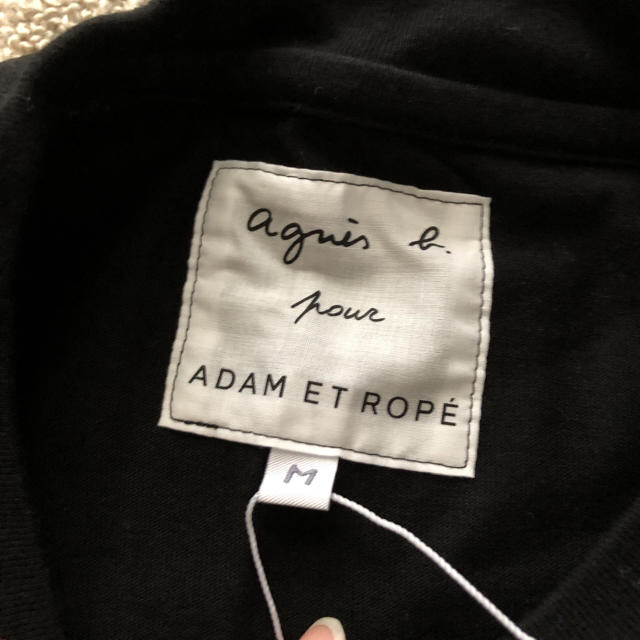 agnès b.
pour
ADAM ET ROPÉ
M